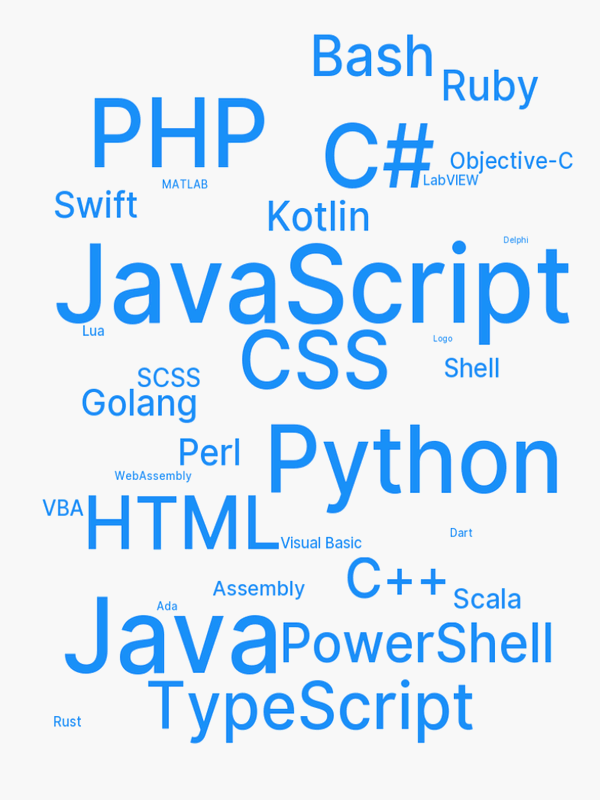 Bash
Ruby
PHP
C#
Objective-C
MATLAB
LabVIEW
Swift
Kotlin
Delphi
JavaScript
Lua
Logo
CSS
Shell
SCSS
Golang
Perl
Python
WebAssembly
VBA
HTML
Dart
Visual Basic
C++
Assembly
Scala
Ada
Java
PowerShell
TypeScript
Rust